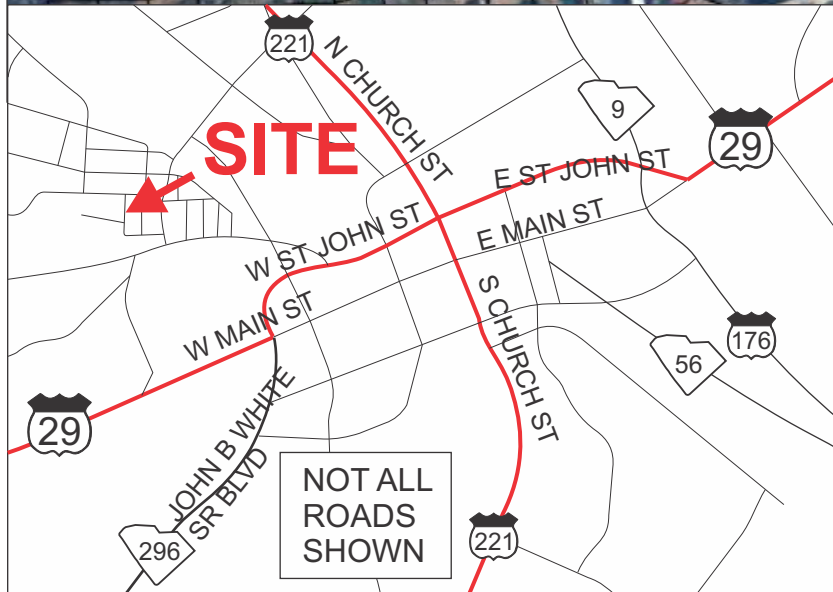 221
N CHURCH ST
9
29
SITE
E ST JOHN ST
W ST JOHN ST
E MAIN ST
W MAIN ST
S CHURCH ST
176
56
29
JOHN B WHITE
SR BLVD
NOT ALL
ROADS
SHOWN
296
221